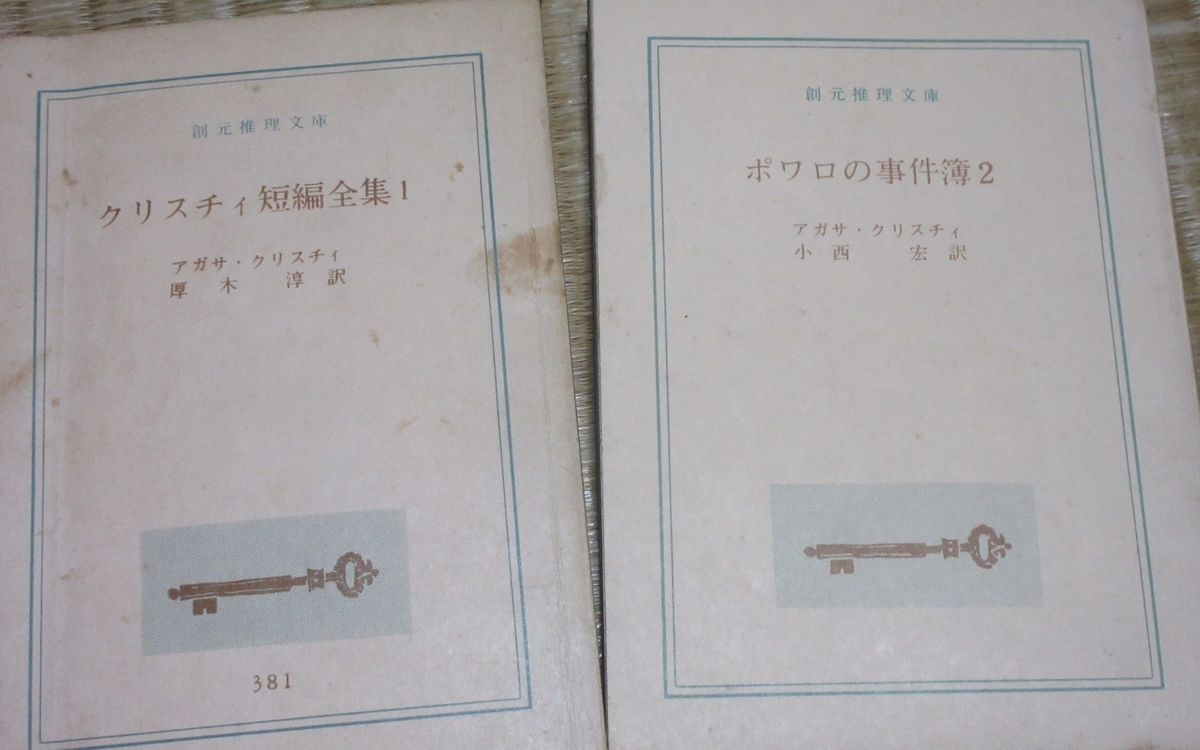 創元推理文庫
クリスチィ短編全集1
アガサ・クリスチィ
厚木 淳訳
381
創元推理文庫
ポワロの事件簿2
アガサ・クリスチィ
小西 宏訳